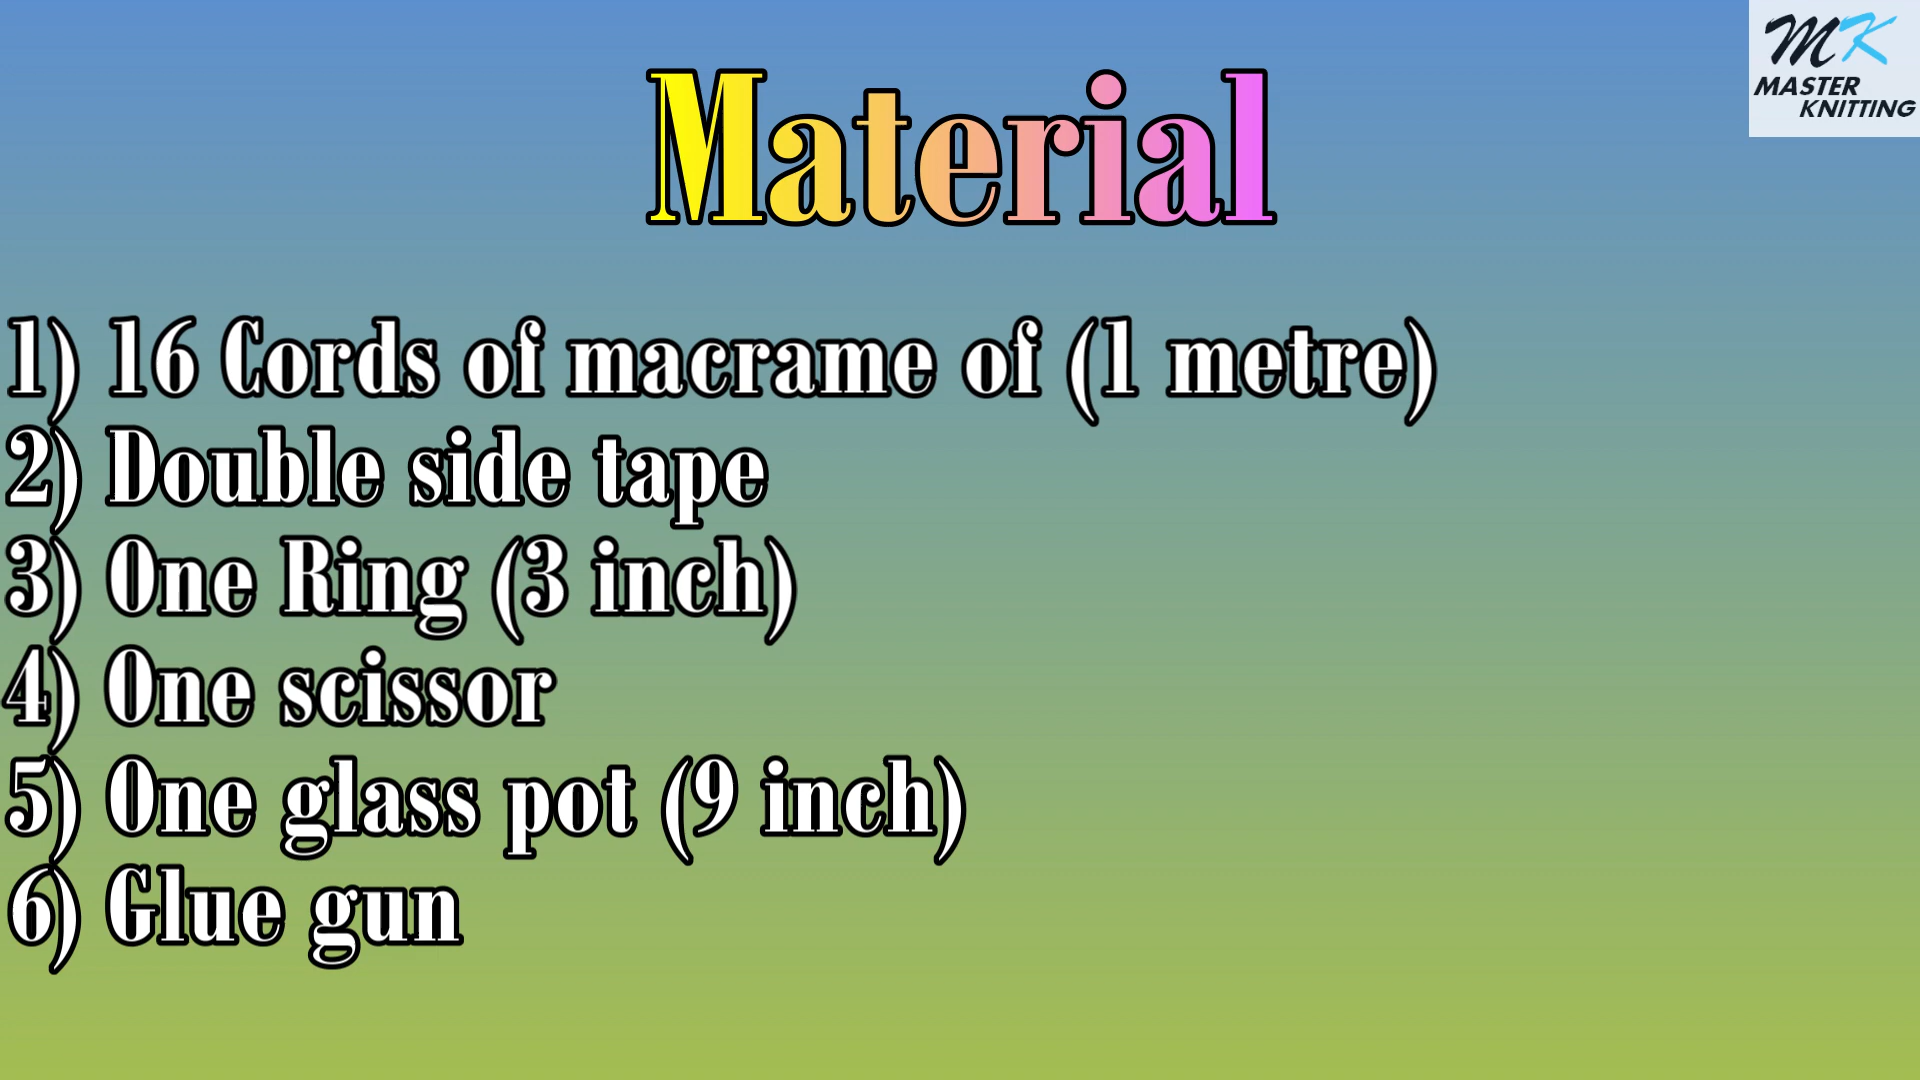 MK
MASTER
KNITTING
Material
1) 16 Cords of macrame of (1 metre)
2) Double side tape
3) One Ring (3 inch)
4) One scissor
5) One glass pot (9 inch)
6) Glue gun